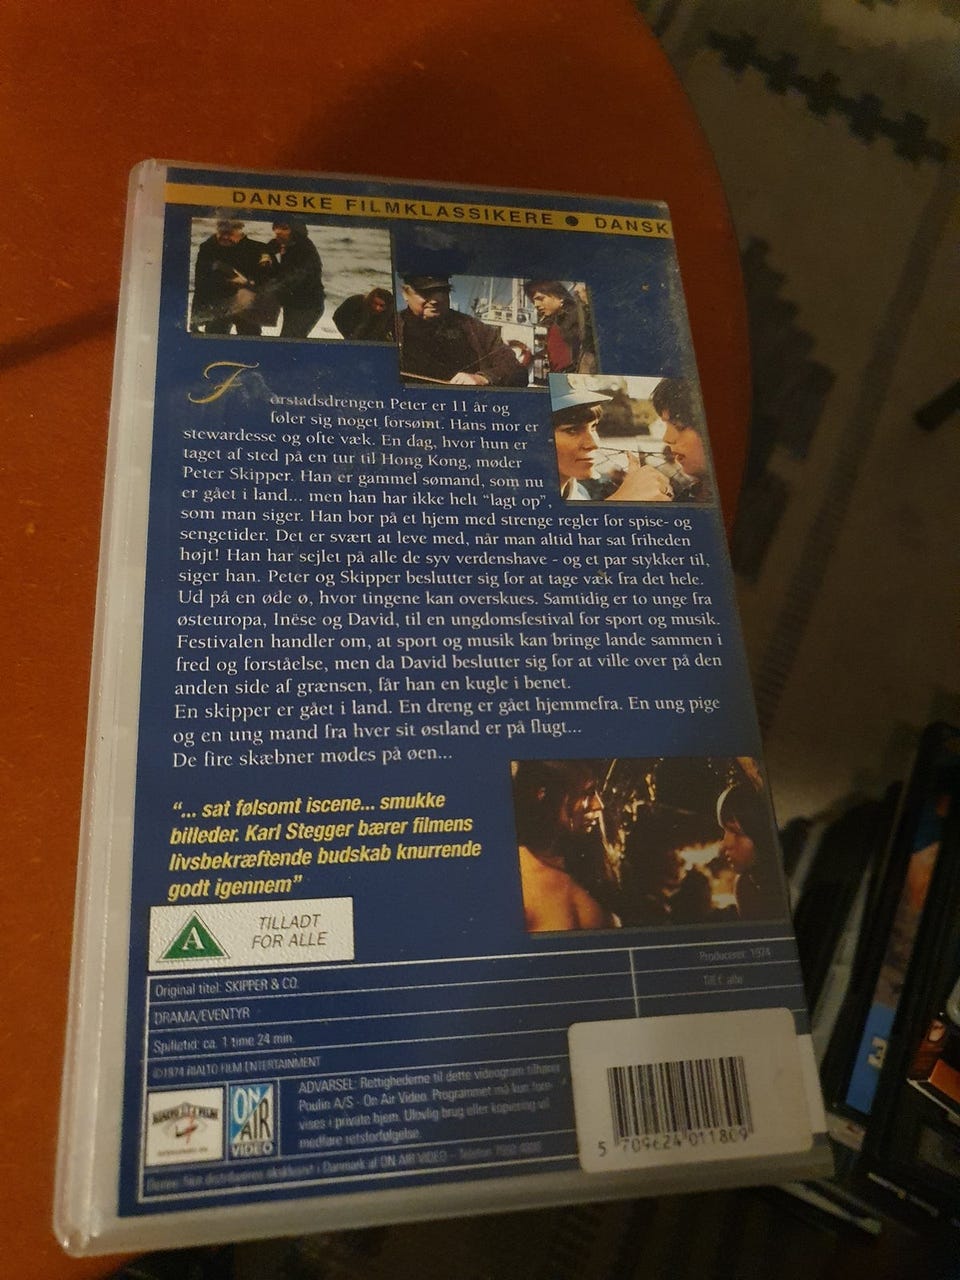 DANSKE FILMKLASSIKERE ● DANSK
Forstadsdrengen Peter er 11 år og
føler sig noget forsømt. Hans mor er
stewardesse og ofte væk. En dag, hvor hun er
taget af sted på en tur til Hong Kong, møder
Peter Skipper. Han er gammel sømand, som nu
er gået i land... men han har ikke helt "lagt op",
som man siger. Han bor på et hjem med strenge regler for spise- og
sengetider. Det er svært at leve med, når man altid har sat friheden
højt! Han har sejlet på alle de syv verdenshave - og et par stykker til,
siger han. Peter og Skipper beslutter sig for at tage væk fra det hele.
Ud på en øde ø, hvor tingene kan overskues. Samtidig er to unge fra
østeuropa, Inëse og David, til en ungdomsfestival for sport og musik.
Festivalen handler om, at sport og musik kan bringe lande sammen i
fred og forståelse, men da David beslutter sig for at ville over på den
anden side af grænsen, får han en kugle i benet.
En skipper er gået i land. En dreng er gået hjemmefra. En ung pige
og en ung mand fra hver sit østland er på flugt...
De fire skæbner mødes på øen...
"... sat følsomt iscene... smukke
billeder. Karl Stegger bærer filmens
livsbekræftende budskab knurrende
godt igennem"
A
TILLADT
FOR ALLE
Original titel: SKIPPER & CO.
Produceret: 1974
DRAMA/EVENTYR
Till f. alle
Spilletid: ca. 1 time 24 min
©1974 RIALTO FILM ENTERTAINMENT
ON
AIR
VIDEO
ADVARSEL: Rettighederne til dette videogram tilhører
Poulin A/S - On Air Video. Programmet må kun frem-
vises i private hjem. Ulovlig brug eller kopiering vil
medføre retsforfølgelse.
i Danmark af ON AIR VIDEO - Telefon
5 709624 011809